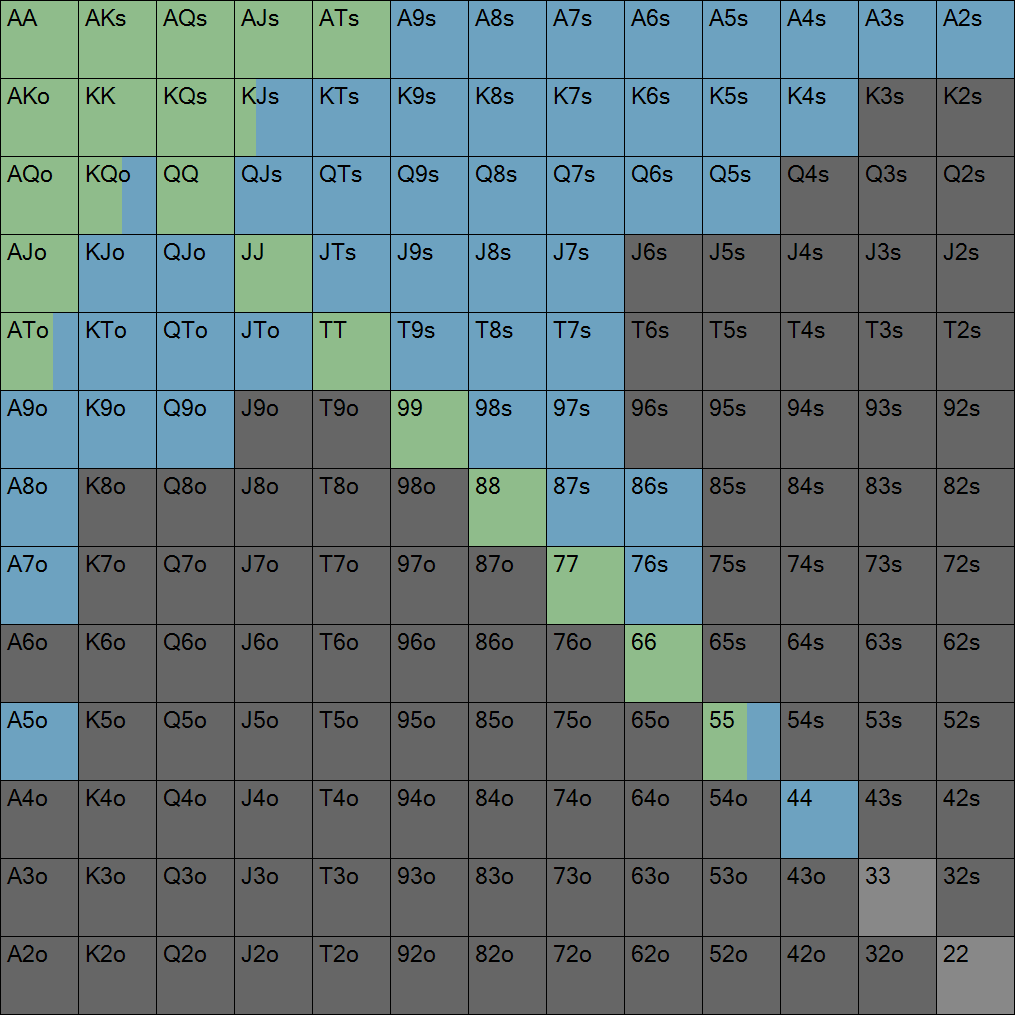 AA AKs AQs AJs ATs A9s A8s A7s A6s A5s A4s A3s A2s
AKo KK KQs KJs KTs K9s K8s K7s K6s K5s K4s K3s K2s
AQo KQo QQ QJs QTs Q9s Q8s Q7s Q6s Q5s Q4s Q3s Q2s
AJo KJo QJo JJ JTs J9s J8s J7s J6s J5s J4s J3s J2s
ATo KTo QTo JTo TT T9s T8s T7s T6s T5s T4s T3s T2s
A9o K9o Q9o J9o T9o 99 98s 97s 96s 95s 94s 93s 92s
A8o K8o Q8o J8o T8o 98o 88 87s 86s 85s 84s 83s 82s
A7o K7o Q7o J7o T7o 97o 87o 77 76s 75s 74s 73s 72s
A6o K6o Q6o J6o T6o 96o 86o 76o 66 65s 64s 63s 62s
A5o K5o Q5o J5o T5o 95o 85o 75o 65o 55 54s 53s 52s
A4o K4o Q4o J4o T4o 94o 84o 74o 64o 54o 44 43s 42s
A3o K3o Q3o J3o T3o 93o 83o 73o 63o 53o 43o 33 32s
A2o K2o Q2o J2o T2o 92o 82o 72o 62o 52o 42o 32o 22